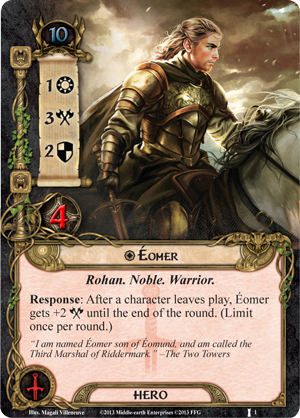 10
1
3
2
4
Éomer
Rohan. Noble. Warrior.
Response: After a character leaves play, Éomer
gets +2 until the end of the round. (Limit
once per round.)
"I am named Éomer son of Éomund, and am called the
Third Marshal of Riddermark." –The Two Towers
HERO
Illus. Magali Villeneuve
©2013 Middle-earth Enterprises ©2013 FFG
1